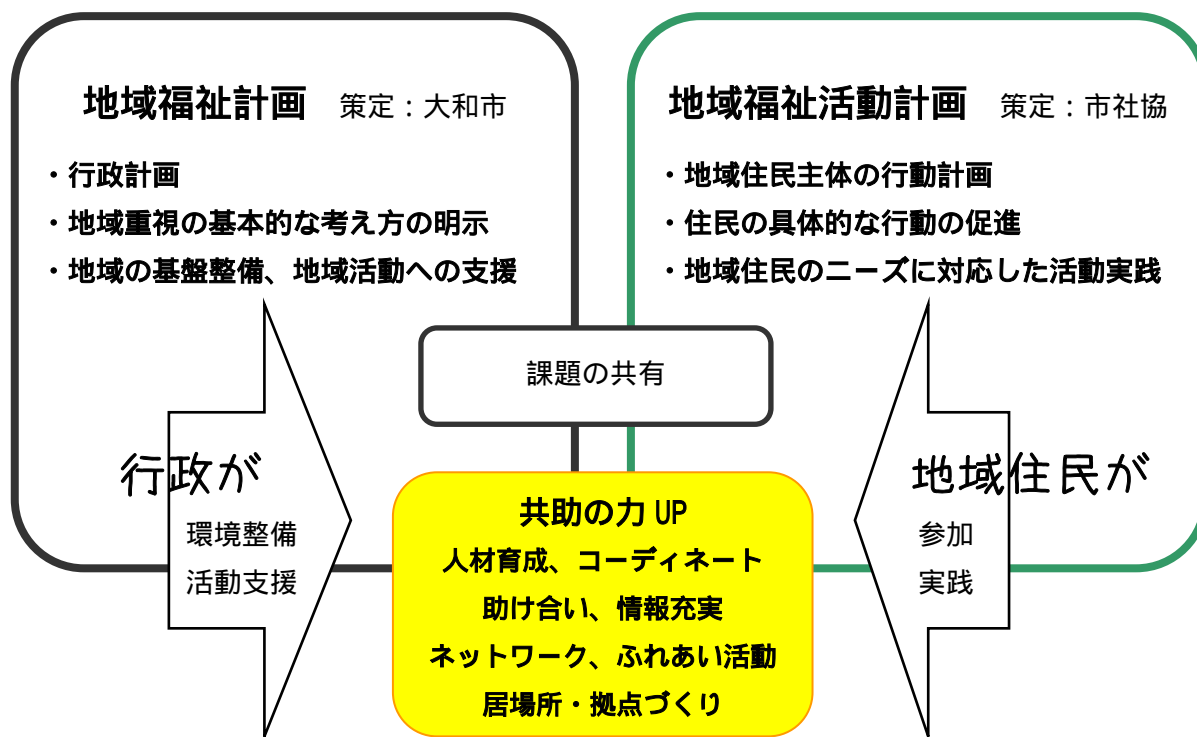 地域福祉計画 策定：大和市
・行政計画
・地域重視の基本的な考え方の明示
・地域の基盤整備、地域活動への支援
地域福祉活動計画 策定：市社協
・地域住民主体の行動計画
・住民の具体的な行動の促進
・地域住民のニーズに対応した活動実践
課題の共有
行政が
環境整備
活動支援
共助の力 UP
人材育成、コーディネート
助け合い、情報充実
ネットワーク、ふれあい活動
居場所・拠点づくり
地域住民が
参加
実践